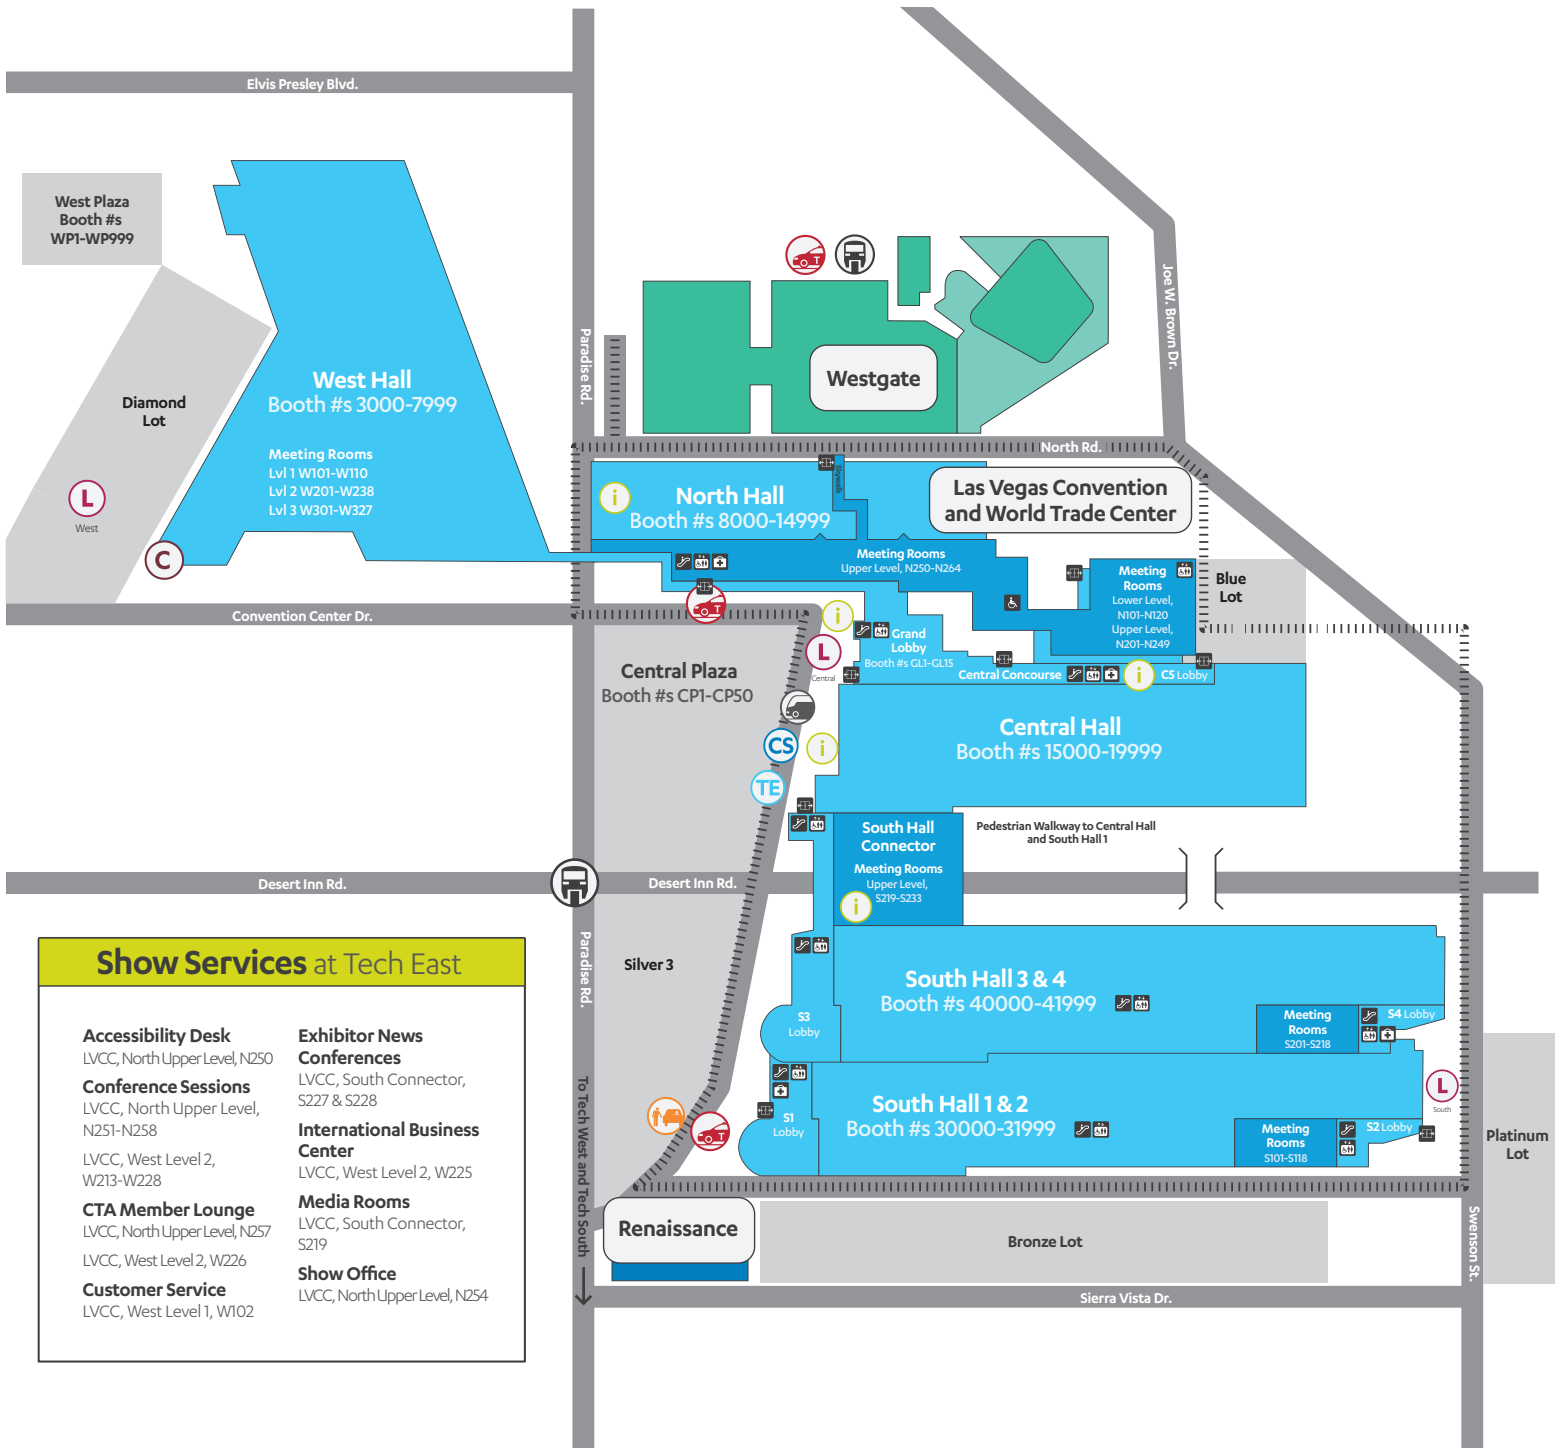 Elvis Presley Blvd.
West Plaza
Booth #s
WP1-WP999
Diamond
Lot
L
West
C
West Hall
Booth #s 3000-7999
Meeting Rooms
Lvl 1 W101-W110
Lvl 2 W201-W238
Lvl 3 W301-W327
Paradise Rd.
T
Westgate
Joe W. Brown Dr.
North Rd.
i
North Hall
Booth #s 8000-14999
Skywalk
Las Vegas Convention
and World Trade Center
Meeting Rooms
Upper Level, N250-N264
Meeting
Rooms
Lower Level,
N101-N120
Upper Level,
N201-N249
Blue
Lot
Convention Center Dr.
T
i
L
Central
Grand
Lobby
Booth #s GL1-GL15
Central Concourse
i
C5 Lobby
Central Plaza
Booth #s CP1-CP50
CS
i
TE
Central Hall
Booth #s 15000-19999
South Hall
Connector
Meeting Rooms
Upper Level,
S219-S233
i
Pedestrian Walkway to Central Hall
and South Hall 1
Desert Inn Rd.
Desert Inn Rd.
Paradise Rd.
Silver 3
South Hall 3 & 4
Booth #s 40000-41999
S3
Lobby
Meeting
Rooms
S201-S218
S4 Lobby
South Hall 1 & 2
Booth #s 30000-31999
S1
Lobby
Meeting
Rooms
S101-S118
S2 Lobby
L
South
Platinum
Lot
T
To Tech West and Tech South
Renaissance
Bronze Lot
Swenson St.
Sierra Vista Dr.
Show Services at Tech East
Accessibility Desk
LVCC, North Upper Level, N250
Conference Sessions
LVCC, North Upper Level,
N251-N258
LVCC, West Level 2,
W213-W228
CTA Member Lounge
LVCC, North Upper Level, N257
LVCC, West Level 2, W226
Customer Service
LVCC, West Level 1, W102
Exhibitor News
Conferences
LVCC, South Connector,
S227 & S228
International Business
Center
LVCC, West Level 2, W225
Media Rooms
LVCC, South Connector,
S219
Show Office
LVCC, North Upper Level, N254